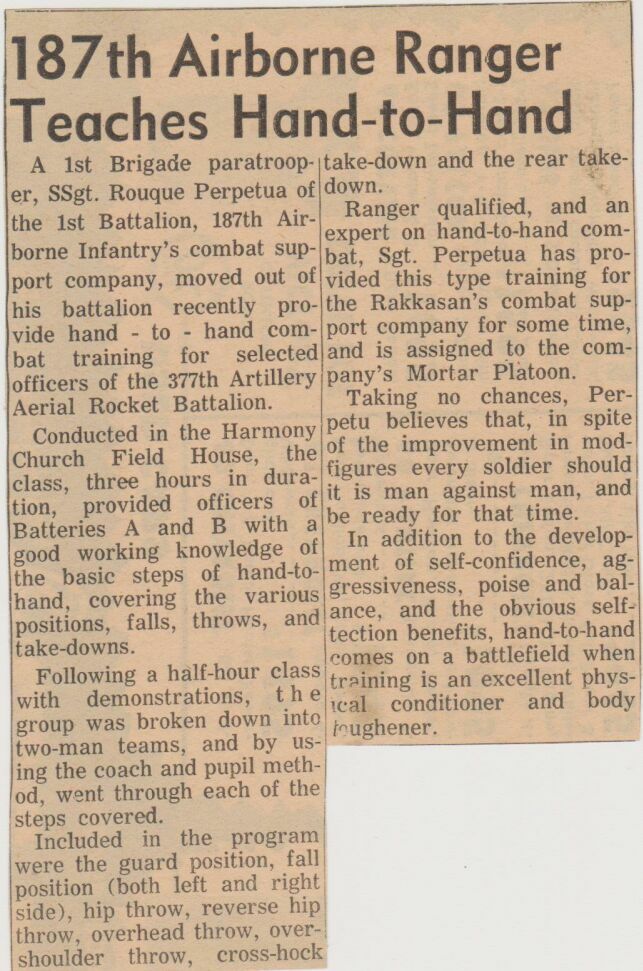 187th Airborne Ranger
Teaches Hand-to-Hand
A 1st Brigade paratroop-
er, SSgt. Rouque Perpetua of
the 1st Battalion, 187th Air-
borne Infantry's combat sup-
port company, moved out of
his battalion recently pro-
vide hand - to - hand com-
bat training for selected
officers of the 377th Artillery
Aerial Rocket Battalion.
Conducted in the Harmony
Church Field House, the
class, three hours in dura-
tion, provided officers of
Batteries A and B with a
good working knowledge of
the basic steps of hand-to-
hand, covering the various
positions, falls, throws, and
take-downs.
Following a half-hour class
with demonstrations, the
group was broken down into
two-man teams, and by us-
ing the coach and pupil meth-
od, went through each of the
steps covered.
Included in the program
were the guard position, fall
position (both left and right
side), hip throw, reverse hip
throw, overhead throw, over-
shoulder throw, cross-hock
take-down and the rear take-
down.
Ranger qualified, and an
expert on hand-to-hand com-
bat, Sgt. Perpetua has pro-
vided this type training for
the Rakkasan's combat sup-
port company for some time,
and is assigned to the com-
pany's Mortar Platoon.
Taking no chances, Per-
petu believes that, in spite
of the improvement in mod-
figures every soldier should
it is man against man, and
be ready for that time.
In addition to the develop-
ment of self-confidence, ag-
gressiveness, poise and bal-
ance, and the obvious self-
tection benefits, hand-to-hand
comes on a battlefield when
training is an excellent phys-
ical conditioner and body
toughener.